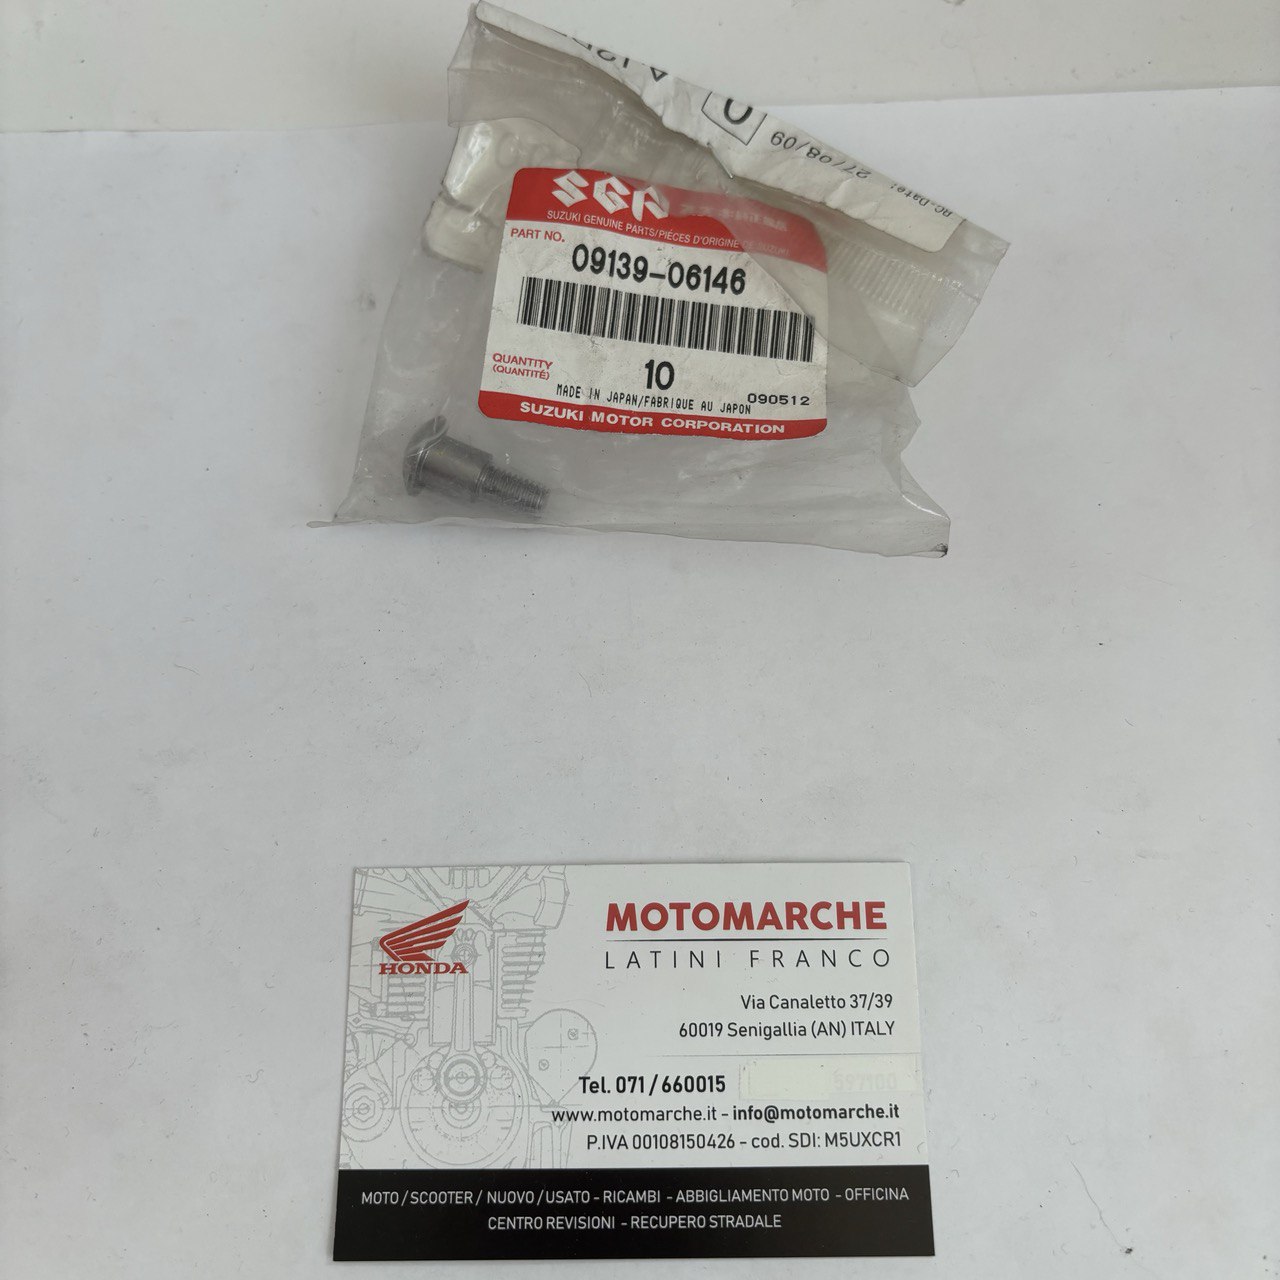 27/08/09
RC-Date:
SUZUKI GENUINE PARTS/PIÈCES D'ORIGINE DE SUZUKI
PART NO.
09139-06146
QUANTITY
(QUANTITÉ)
10
MADE IN JAPAN/FABRIQUE AU JAPON
090512
SUZUKI MOTOR CORPORATION
HONDA
MOTOMARCHE
LATINI FRANCO
Via Canaletto 37/39
60019 Senigallia (AN) ITALY
Tel. 071/660015
www.motomarche.it - info@motomarche.it
P.IVA 00108150426 - cod. SDI: M5UXCR1
MOTO / SCOOTER / NUOVO / USATO - RICAMBI - ABBIGLIAMENTO MOTO - OFFICINA
CENTRO REVISIONI - RECUPERO STRADALE